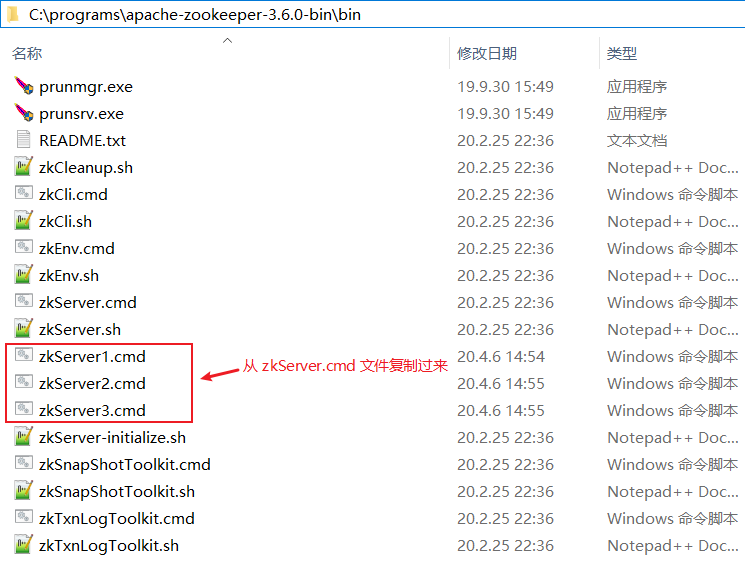 C:\programs\apache-zookeeper-3.6.0-bin\bin
名称 修改日期 类型
prunmgr.exe 19.9.30 15:49 应用程序
prunsrv.exe 19.9.30 15:49 应用程序
README.txt 20.2.25 22:36 文本文档
zkCleanup.sh 20.2.25 22:36 Notepad++ Doc...
zkCli.cmd 20.2.25 22:36 Windows 命令脚本
zkCli.sh 20.2.25 22:36 Notepad++ Doc...
zkEnv.cmd 20.2.25 22:36 Windows 命令脚本
zkEnv.sh 20.2.25 22:36 Notepad++ Doc...
zkServer.cmd 20.2.25 22:36 Windows 命令脚本
zkServer.sh 20.2.25 22:36 Notepad++ Doc...
zkServer1.cmd 20.4.6 14:54 Windows 命令脚本
从 zkServer.cmd 文件复制过来
zkServer2.cmd 20.4.6 14:55 Windows 命令脚本
zkServer3.cmd 20.4.6 14:55 Windows 命令脚本
zkServer-initialize.sh 20.2.25 22:36 Notepad++ Doc...
zkSnapShotToolkit.cmd 20.2.25 22:36 Windows 命令脚本
zkSnapShotToolkit.sh 20.2.25 22:36 Notepad++ Doc...
zkTxnLogToolkit.cmd 20.2.25 22:36 Windows 命令脚本
zkTxnLogToolkit.sh 20.2.25 22:36 Notepad++ Doc...